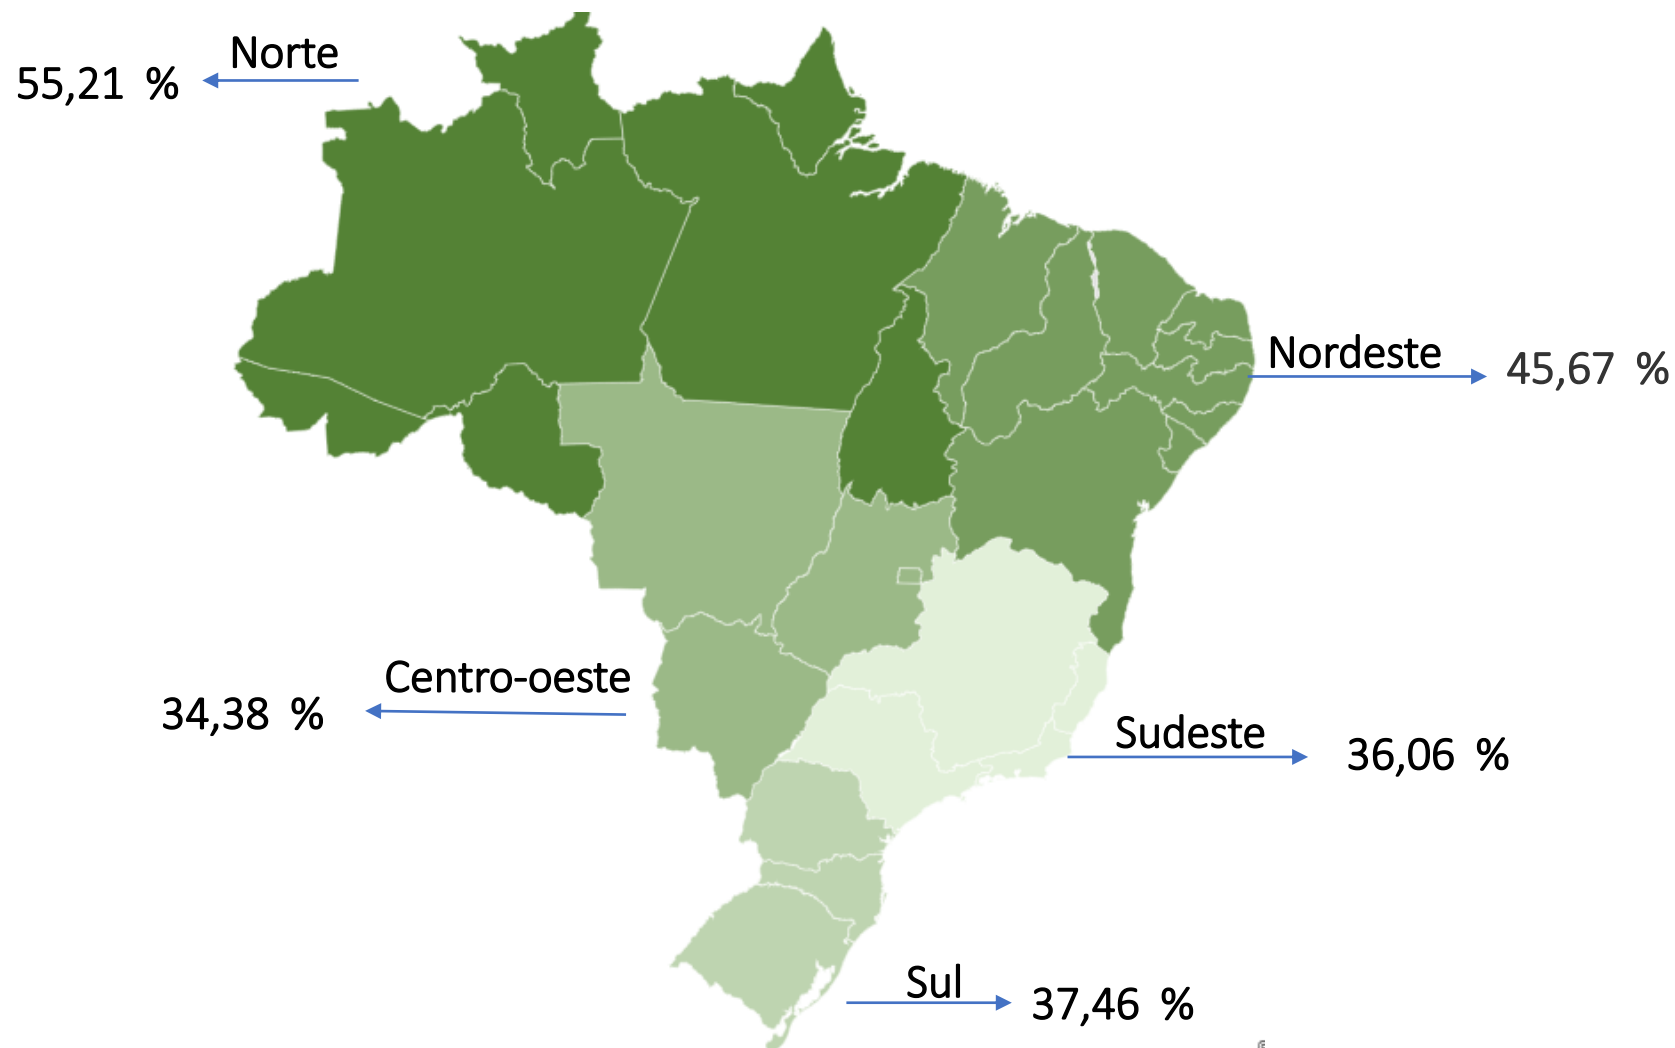 Norte
55,21 %
Nordeste
45,67 %
Centro-oeste
34,38 %
Sudeste
36,06 %
Sul
37,46 %